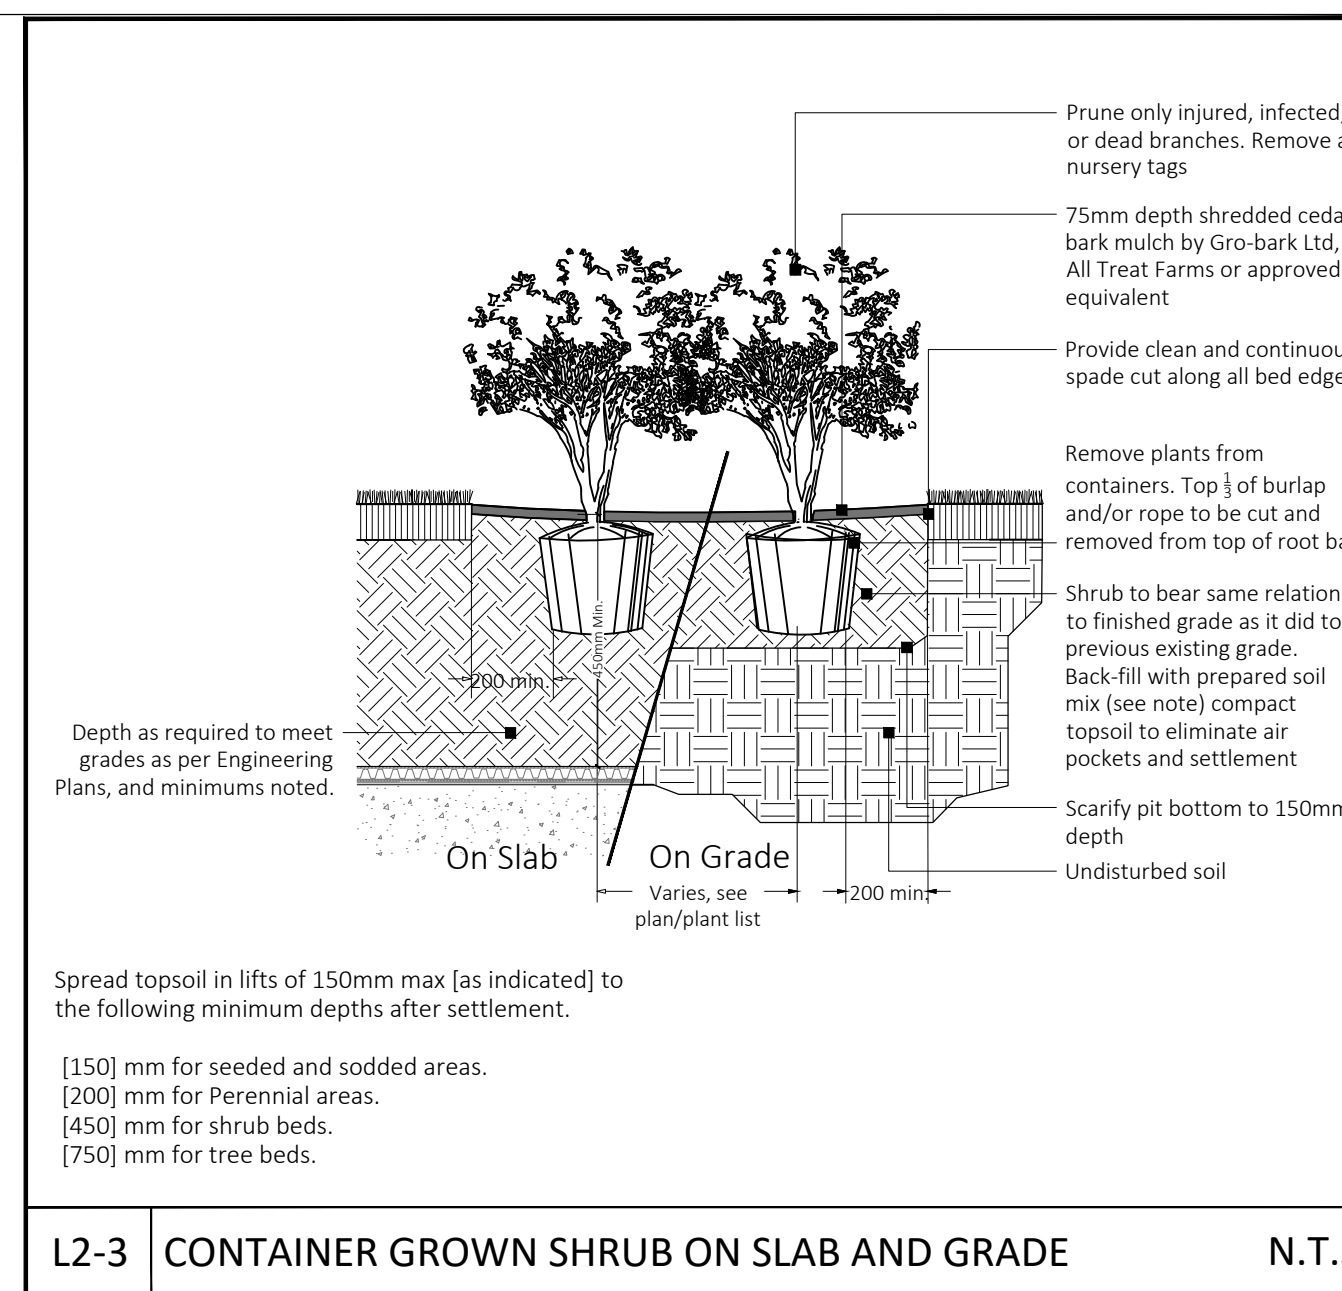 Prune only injured, infected,
or dead branches. Remove a
nursery tags
75mm depth shredded ceda
bark mulch by Gro-bark Ltd,
All Treat Farms or approved
equivalent
Provide clean and continuou
spade cut along all bed edge
Remove plants from
containers. Top 1/3 of burlap
and/or rope to be cut and
removed from top of root ba
Shrub to bear same relation
to finished grade as it did to
previous existing grade.
Back-fill with prepared soil
mix (see note) compact
topsoil to eliminate air
pockets and settlement
Scarify pit bottom to 150mm
depth
Undisturbed soil
450mm Min.
200 min.
Depth as required to meet
grades as per Engineering
Plans, and minimums noted.
On Slab
On Grade
Varies, see
plan/plant list
200 min.
Spread topsoil in lifts of 150mm max [as indicated] to
the following minimum depths after settlement.
[150] mm for seeded and sodded areas.
[200] mm for Perennial areas.
[450] mm for shrub beds.
[750] mm for tree beds.
L2-3 CONTAINER GROWN SHRUB ON SLAB AND GRADE N.T.